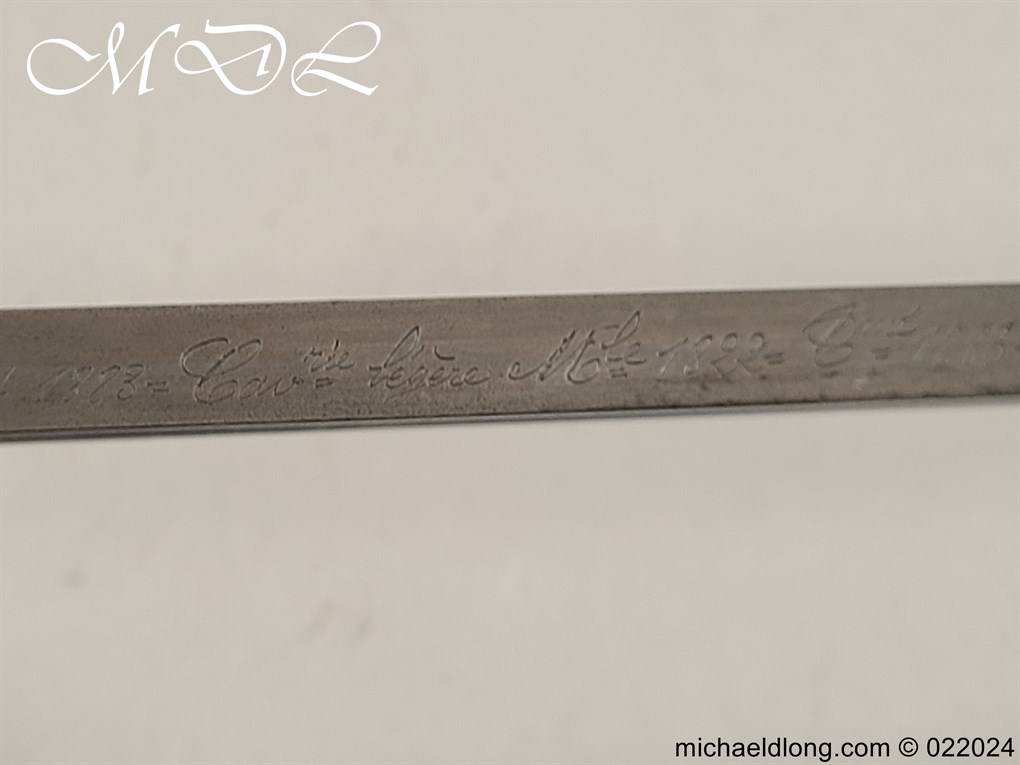 MDL
= Cavrie légère Mle 1822 =
michaeldlong.com © 022024